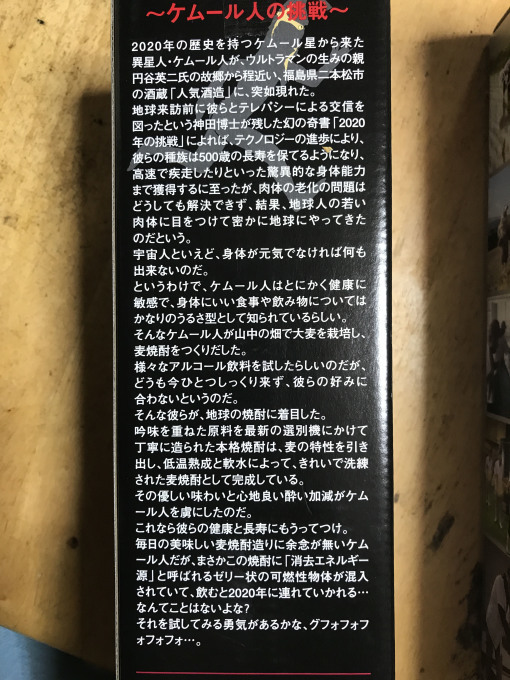 ～ケムール人の挑戦～
2020年の歴史を持つケムール星から来た
異星人・ケムール人が、ウルトラマンの生みの親
円谷英二氏の故郷から程近い、福島県二本松市
の酒蔵「人気酒造」に、突如現れた。
地球来訪前に彼らとテレパシーによる交信を
図ったという神田博士が残した幻の奇書「2020
年の挑戦」によれば、テクノロジーの進歩により、
彼らの種族は500歳の長寿を保てるようになり、
高速で疾走したりといった驚異的な身体能力
まで獲得するに至ったが、肉体の老化の問題は
どうしても解決できず、結果、地球人の若い
肉体に目をつけて密かに地球にやってきた
のだという。
宇宙人といえど、身体が元気でなければ何も
出来ないのだ。
というわけで、ケムール人はとにかく健康に
敏感で、身体にいい食事や飲み物については
かなりのうるさ型として知られているらしい。
そんなケムール人が山中の畑で大麦を栽培し、
麦焼酎をつくりだした。
様々なアルコール飲料を試したらしいのだが、
どうも今ひとつしっくり来ず、彼らの好みに
合わないというのだ。
そんな彼らが、地球の焼酎に着目した。
吟味を重ねた原料を最新の選別機にかけて
丁寧に造られた本格焼酎は、麦の特性を引き
出し、低温熟成と軟水によって、きれいで洗練
された麦焼酎として完成している。
その優しい味わいと心地良い酔い加減がケム
ール人を虜にしたのだ。
これなら彼らの健康と長寿にもうってつけ。
毎日の美味しい麦焼酎造りに余念が無いケム
ール人だが、まさかこの焼酎に「消去エネルギー
源」と呼ばれるゼリー状の可燃性物体が混入
されていて、飲むと2020年に連れていかれる…
なんてことはないよな?
それを試してみる勇気があるかな、グフォフォフ
ォフォフォ…。